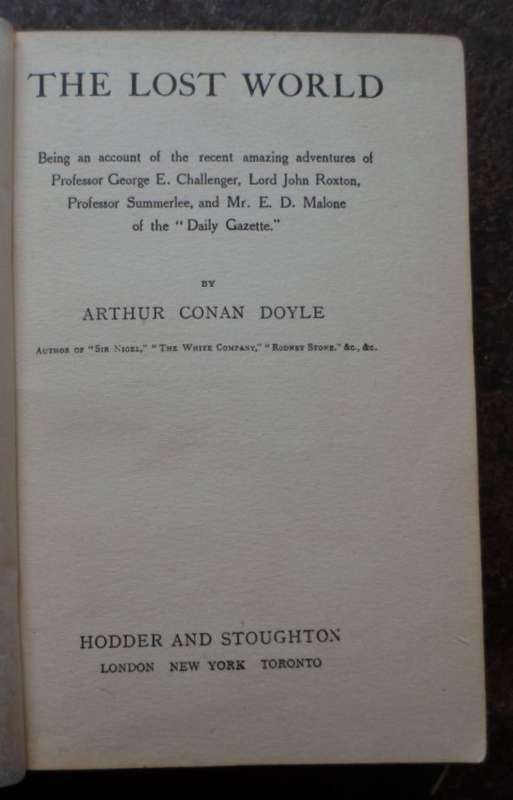 THE LOST WORLD
Being an account of the recent amazing adventures of
Professor George E. Challenger, Lord John Roxton,
Professor Summerlee, and Mr. E. D. Malone
of the "Daily Gazette."
BY
ARTHUR CONAN DOYLE
AUTHOR OF "SIR NIGEL," "THE WHITE COMPANY," "RODNEY STONE," &C., &C.
HODDER AND STOUGHTON
LONDON NEW YORK TORONTO